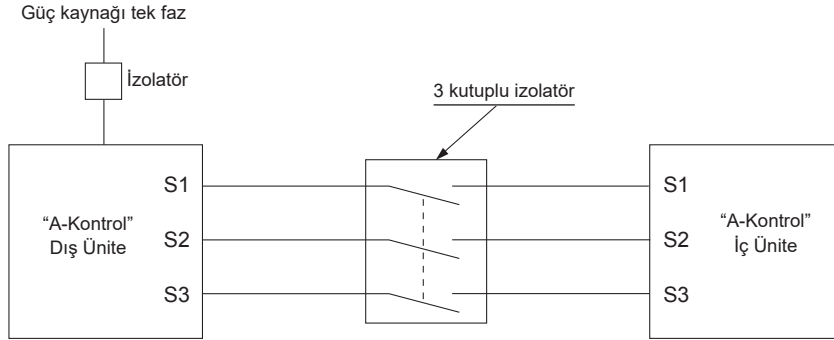 Güç kaynağı tek faz
İzolatör
3 kutuplu izolatör
“A-Kontrol”
Dış Ünite
S1
S2
S3
S1
S2
S3
“A-Kontrol”
İç Ünite